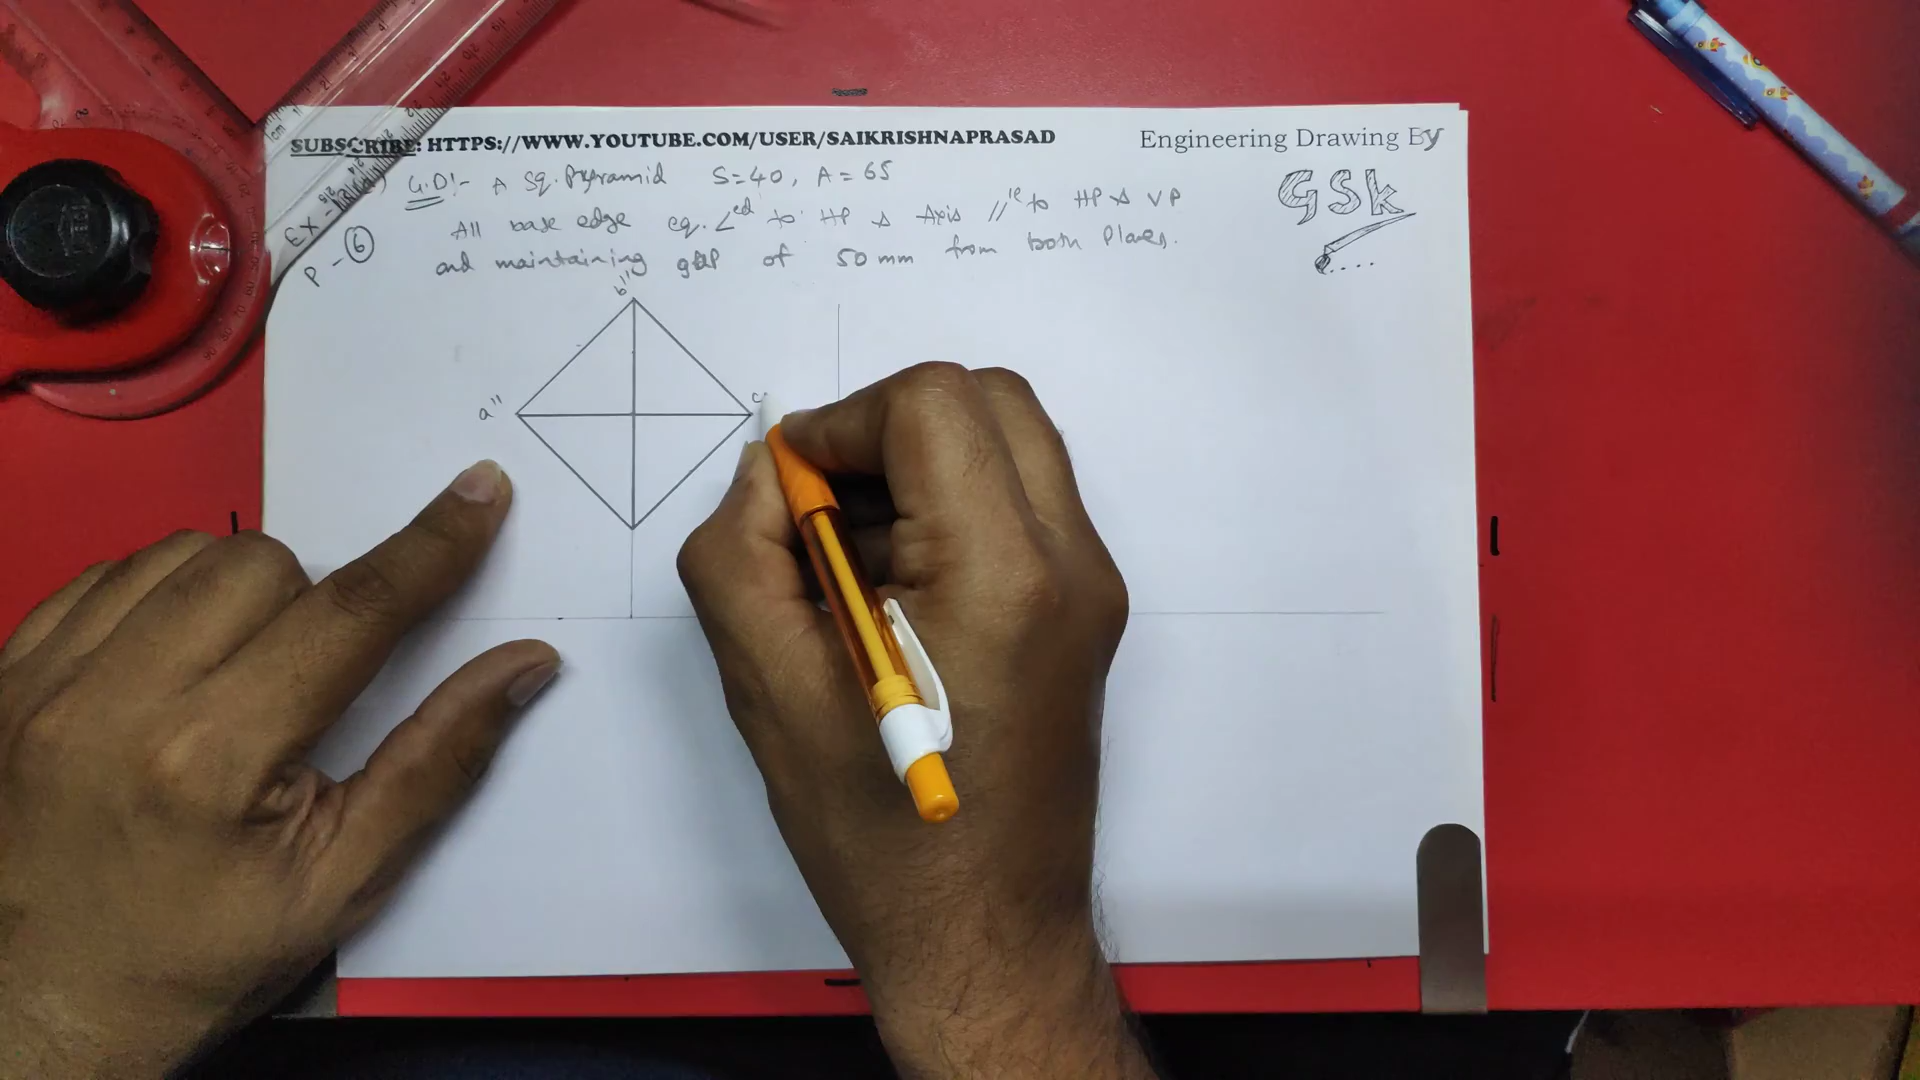 SUBSCRIBE: HTTPS://WWW.YOUTUBE.COM/USER/SAIKRISHNAPRASAD
Engineering Drawing By
GSK
G.D:- A Sq. Pyramid S=40, A = 65
P - 6
All base edge eq. ∠ed to HP & Axis //le to HP & VP
and maintaining gap of 50 mm from both Planes.
b"
a"
c